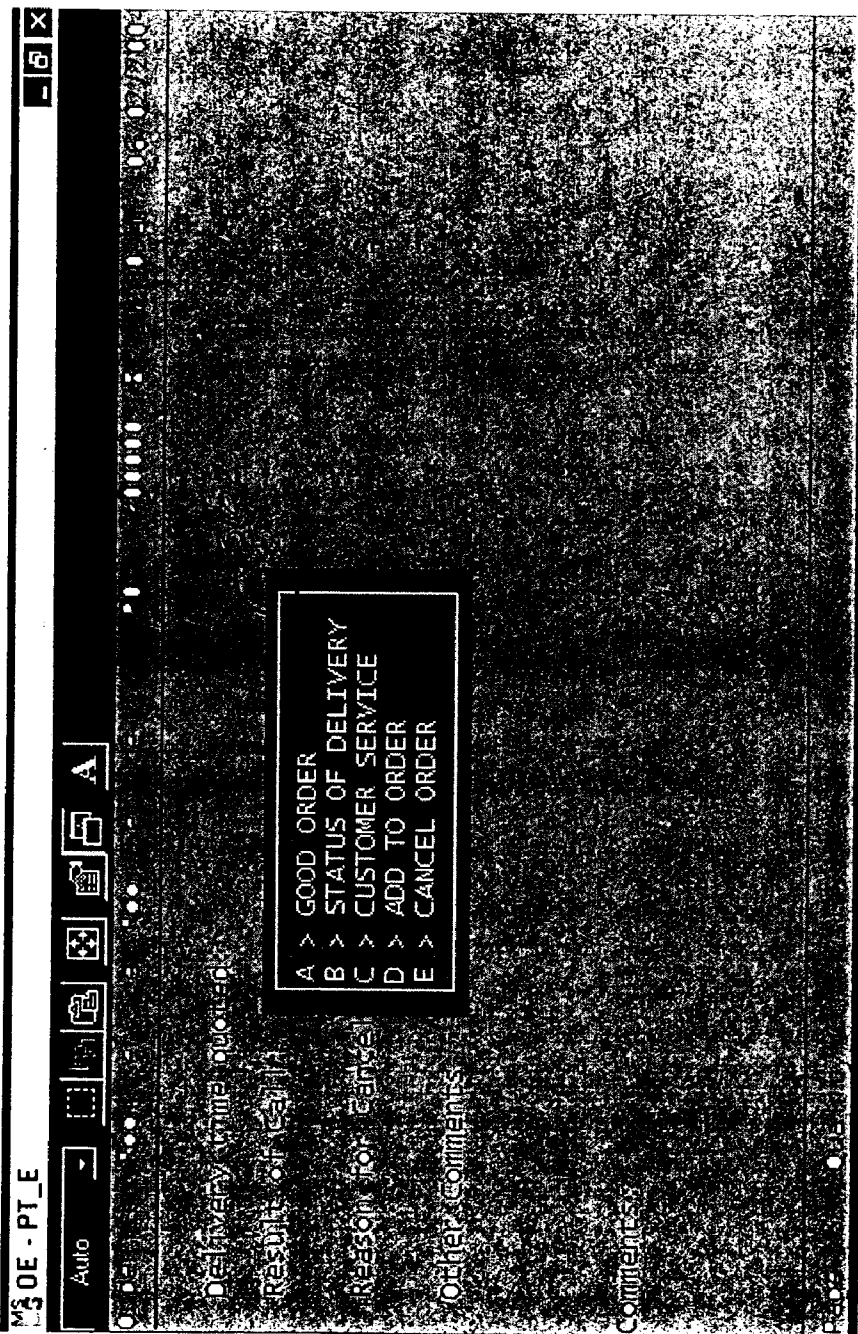 OE - PT_E
Auto
A
Delivery time quoted
Result of call
Reason for Cancel
Other Comments
Comments:
A > GOOD ORDER
B > STATUS OF DELIVERY
C > CUSTOMER SERVICE
D > ADD TO ORDER
E > CANCEL ORDER